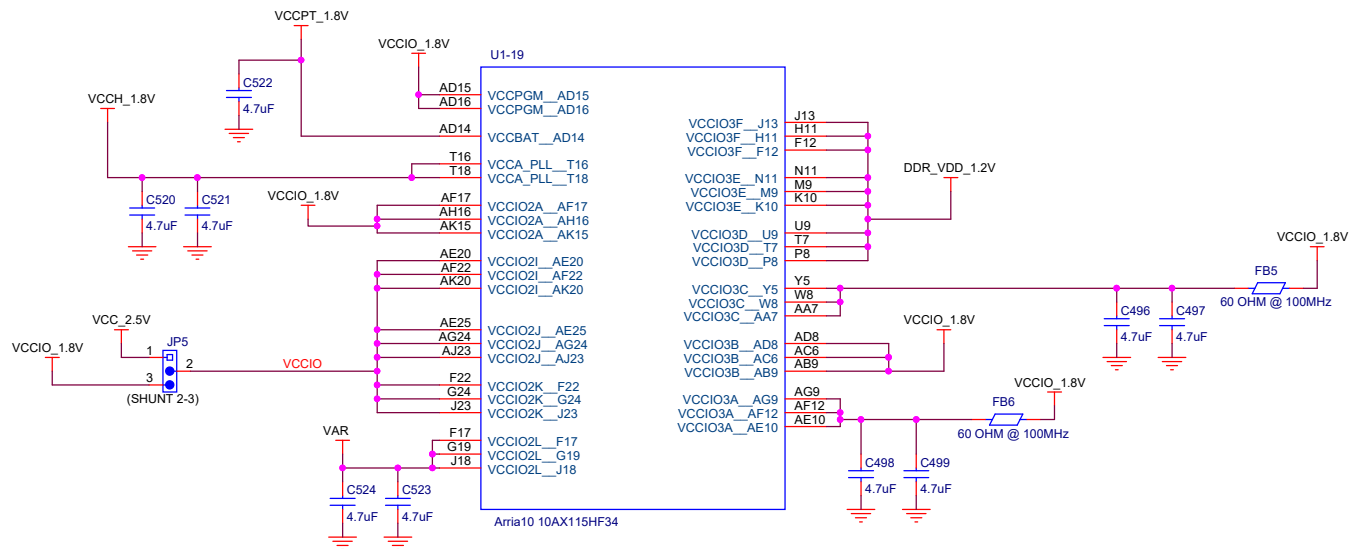 VCCPT_1.8V
VCCIO_1.8V
U1-19
C522
4.7uF
VCCH_1.8V
AD15
VCCPGM__AD15
AD16
VCCPGM__AD16
AD14
VCCBAT__AD14
T16
VCCA_PLL__T16
T18
VCCA_PLL__T18
C520
4.7uF
C521
4.7uF
VCCIO_1.8V
AF17
VCCIO2A__AF17
AH16
VCCIO2A__AH16
AK15
VCCIO2A__AK15
AE20
VCCIO2I__AE20
AF22
VCCIO2I__AF22
AK20
VCCIO2I__AK20
AE25
VCCIO2J__AE25
AG24
VCCIO2J__AG24
AJ23
VCCIO2J__AJ23
VCC_2.5V
VCCIO_1.8V
JP5
1
2
3
(SHUNT 2-3)
VCCIO
F22
VCCIO2K__F22
G24
VCCIO2K__G24
J23
VCCIO2K__J23
VAR
F17
VCCIO2L__F17
G19
VCCIO2L__G19
J18
VCCIO2L__J18
C524
4.7uF
C523
4.7uF
Arria10 10AX115HF34
VCCIO3F__J13
J13
VCCIO3F__H11
H11
VCCIO3F__F12
F12
VCCIO3E__N11
N11
VCCIO3E__M9
M9
VCCIO3E__K10
K10
DDR_VDD_1.2V
VCCIO3D__U9
U9
VCCIO3D__T7
T7
VCCIO3D__P8
P8
VCCIO3C__Y5
Y5
VCCIO3C__W8
W8
VCCIO3C__AA7
AA7
VCCIO_1.8V
FB5
60 OHM @ 100MHz
C496
4.7uF
C497
4.7uF
VCCIO_1.8V
VCCIO3B__AD8
AD8
VCCIO3B__AC6
AC6
VCCIO3B__AB9
AB9
VCCIO3A__AG9
AG9
VCCIO3A__AF12
AF12
VCCIO3A__AE10
AE10
VCCIO_1.8V
FB6
60 OHM @ 100MHz
C498
4.7uF
C499
4.7uF